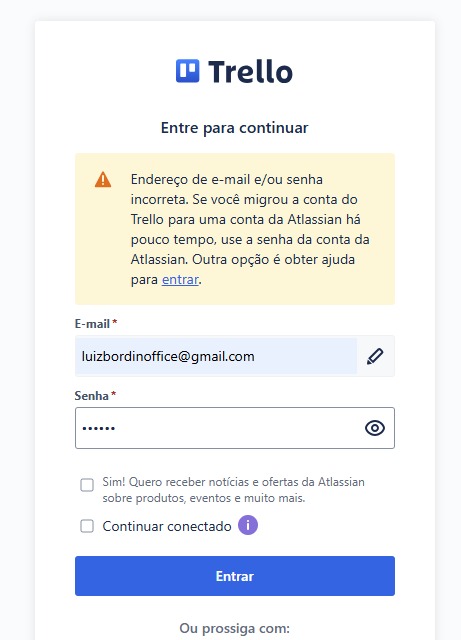 Trello
Entre para continuar
Endereço de e-mail e/ou senha
incorreta. Se você migrou a conta do
Trello para uma conta da Atlassian há
pouco tempo, use a senha da conta da
Atlassian. Outra opção é obter ajuda
para entrar.
E-mail*
luizbordinoffice@gmail.com
Senha*
••••••
Sim! Quero receber notícias e ofertas da Atlassian
sobre produtos, eventos e muito mais.
Continuar conectado i
Entrar
Ou prossiga com: